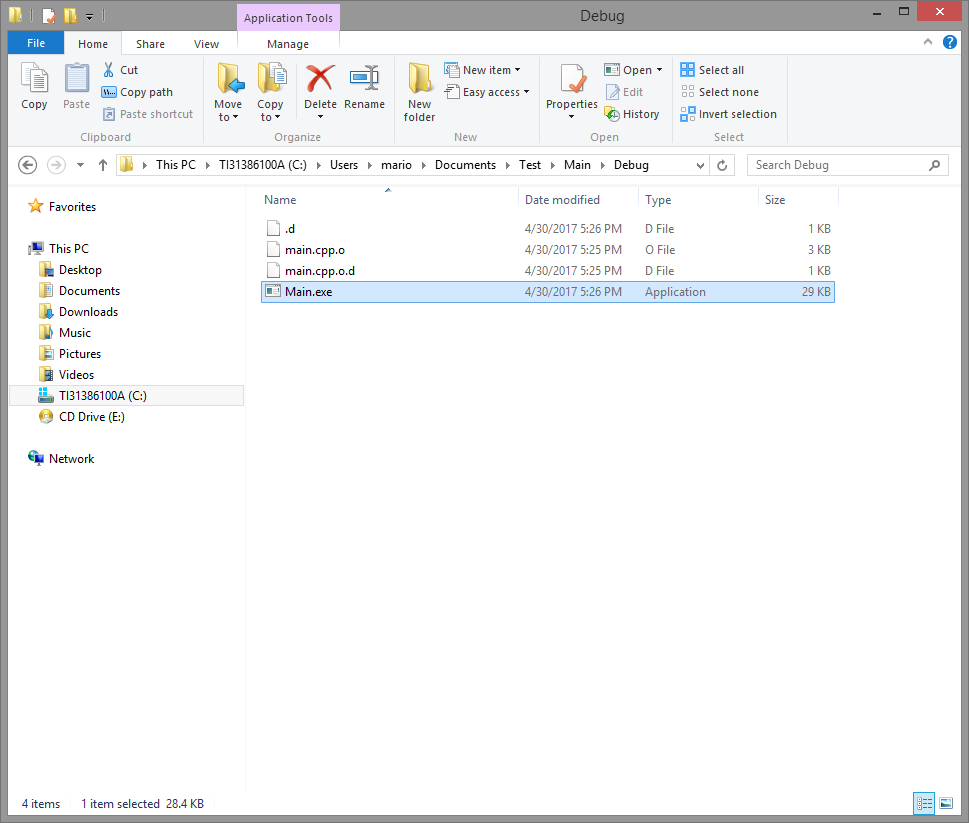 Application Tools
Debug
File
Home
Share
View
Manage
Copy
Paste
Cut
Copy path
Paste shortcut
Clipboard
Move to
Copy to
Delete
Rename
Organize
New folder
New item
Easy access
New
Properties
Open
Edit
History
Open
Select all
Select none
Invert selection
Select
This PC
TI31386100A (C:)
Users
mario
Documents
Test
Main
Debug
Search Debug
Favorites
This PC
Desktop
Documents
Downloads
Music
Pictures
Videos
TI31386100A (C:)
CD Drive (E:)
Network
Name Date modified Type Size
.d 4/30/2017 5:26 PM D File 1 KB
main.cpp.o 4/30/2017 5:25 PM O File 3 KB
main.cpp.o.d 4/30/2017 5:25 PM D File 1 KB
Main.exe 4/30/2017 5:26 PM Application 29 KB
4 items 1 item selected 28.4 KB